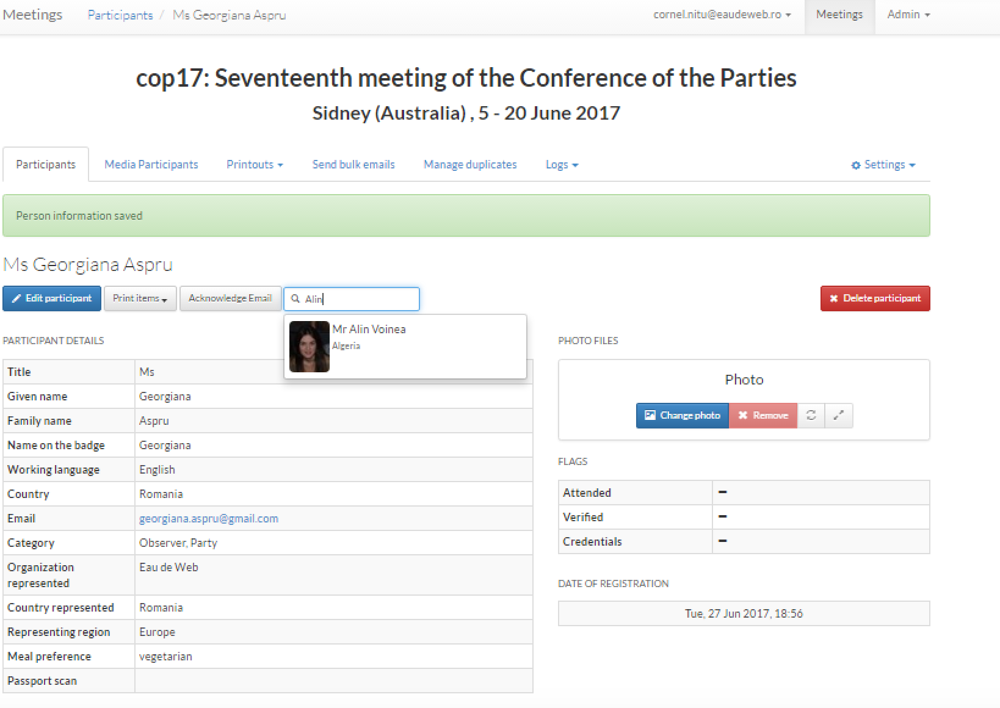 Meetings Participants / Ms Georgiana Aspru cornel.nitu@eaudeweb.ro Meetings Admin
cop17: Seventeenth meeting of the Conference of the Parties
Sidney (Australia) , 5 - 20 June 2017
Participants Media Participants Printouts Send bulk emails Manage duplicates Logs Settings
Person information saved
Ms Georgiana Aspru
Edit participant Print items Acknowledge Email Alin Delete participant
Mr Alin Voinea
Algeria
PARTICIPANT DETAILS
Title Ms
Given name Georgiana
Family name Aspru
Name on the badge Georgiana
Working language English
Country Romania
Email georgiana.aspru@gmail.com
Category Observer, Party
Organization represented Eau de Web
Country represented Romania
Representing region Europe
Meal preference vegetarian
Passport scan
PHOTO FILES
Photo
Change photo Remove
FLAGS
Attended –
Verified –
Credentials –
DATE OF REGISTRATION
Tue, 27 Jun 2017, 18:56